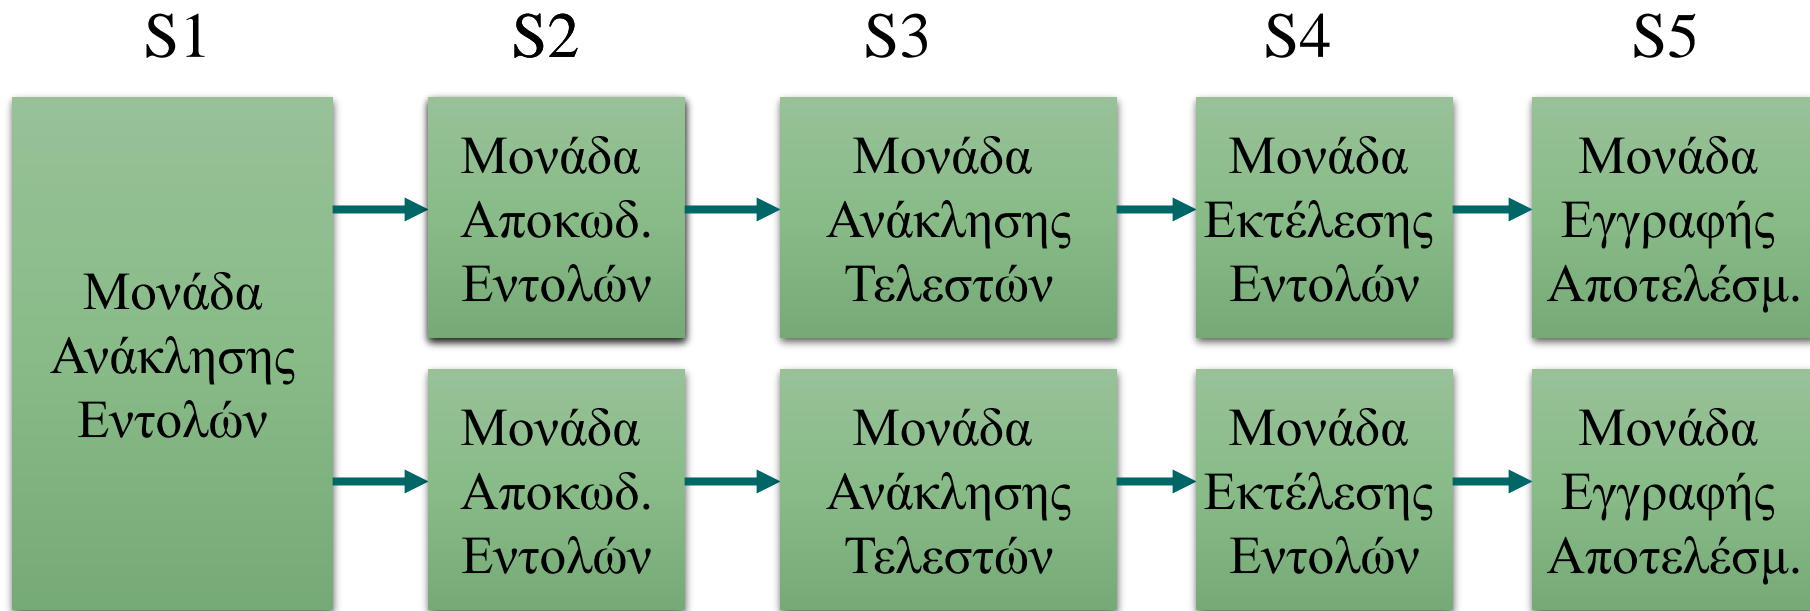 S1
S2
S3
S4
S5
Μονάδα
Ανάκλησης
Εντολών
Μονάδα
Αποκωδ.
Εντολών
Μονάδα
Ανάκλησης
Τελεστών
Μονάδα
Εκτέλεσης
Εντολών
Μονάδα
Εγγραφής
Αποτελέσμ.
Μονάδα
Αποκωδ.
Εντολών
Μονάδα
Ανάκλησης
Τελεστών
Μονάδα
Εκτέλεσης
Εντολών
Μονάδα
Εγγραφής
Αποτελέσμ.